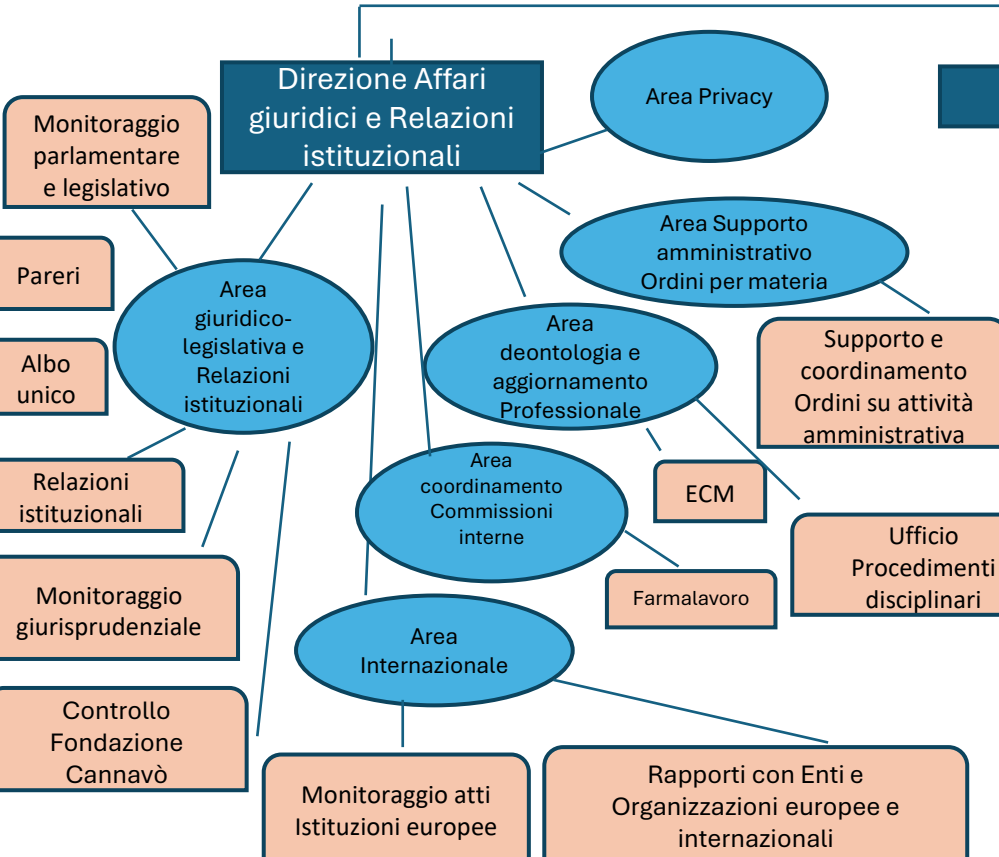 Direzione Affari
giuridici e Relazioni
istituzionali
Area Privacy
Monitoraggio
parlamentare
e legislativo
Area Supporto
amministrativo
Ordini per materia
Pareri
Area
giuridico-
legislativa e
Relazioni
istituzionali
Area
deontologia e
aggiornamento
Professionale
Supporto e
coordinamento
Ordini su attività
amministrativa
Albo
unico
Relazioni
istituzionali
Area
coordinamento
Commissioni
interne
ECM
Ufficio
Procedimenti
disciplinari
Monitoraggio
giurisprudenziale
Farmalavoro
Area
Internazionale
Controllo
Fondazione
Cannavò
Monitoraggio atti
Istituzioni europee
Rapporti con Enti e
Organizzazioni europee e
internazionali